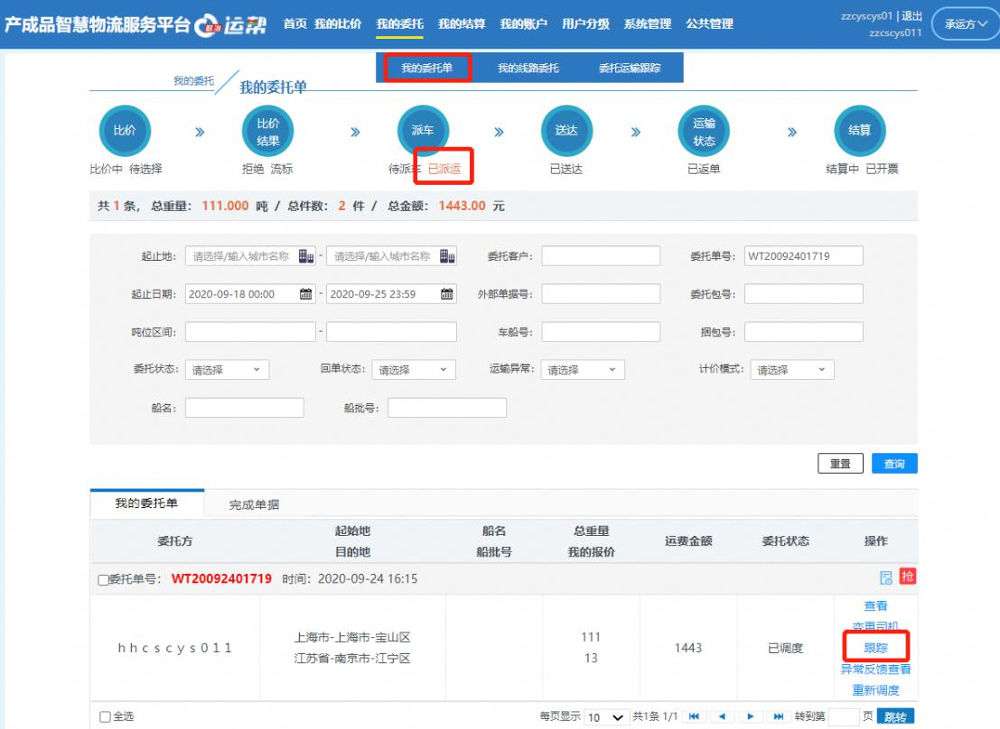 产成品智慧物流服务平台 欧冶 运帮 首页 我的比价 我的委托 我的结算 我的账户 用户分级 系统管理 公共管理 zzcyscys01 | 退出
zzcscys011 承运方
我的委托单 我的线路委托 委托运输跟踪
我的委托 我的委托单
比价 比价结果 派车 送达 运输状态 结算
比价中 待选择 拒绝 流标 待派车 已派运 已送达 已返单 结算中 已开票
共 1 条， 总重量： 111.000 吨 / 总件数： 2 件 / 总金额： 1443.00 元
起止地： 请选择/输入城市名称 - 请选择/输入城市名称 委托客户： 委托单号： WT20092401719
起止日期： 2020-09-18 00:00 - 2020-09-25 23:59 外部单据号： 委托包号：
吨位区间： - 车船号： 捆包号：
委托状态： 请选择 回单状态： 请选择 运输异常： 请选择 计价模式： 请选择
船名： 船批号：
重置 查询
我的委托单 完成单据
委托方 起始地 船名 总重量 运费金额 委托状态 操作
目的地 船批号 我的报价
委托单号： WT20092401719 时间： 2020-09-24 16:15 抢
查看
变更司机
hhcscys011 上海市-上海市-宝山区 111 1443 已调度 跟踪
江苏省-南京市-江宁区 13
异常反馈查看
重新调度
全选 每页显示 10 共1条 1/1 转到第 页 跳转